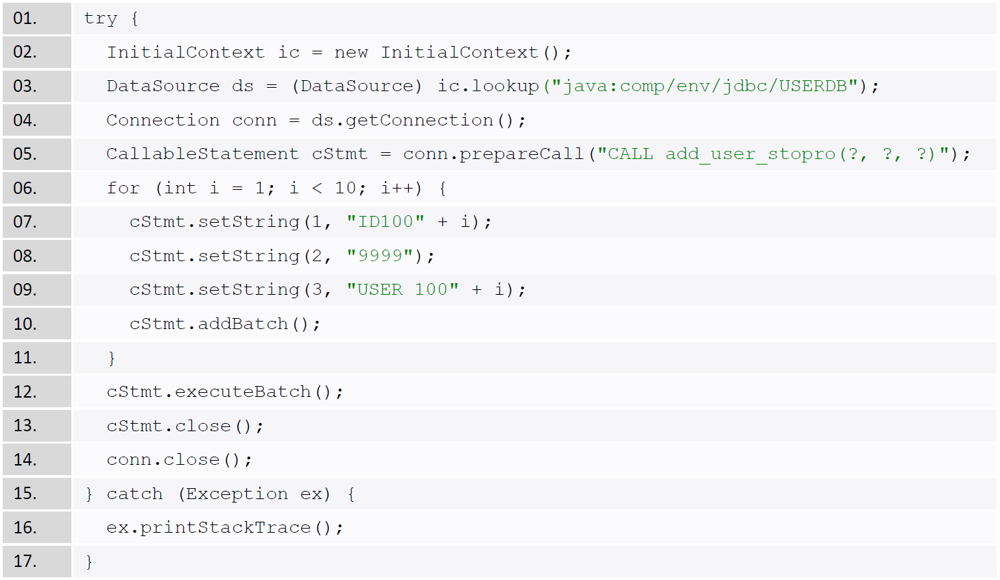 01. try {
02.   InitialContext ic = new InitialContext();
03.   DataSource ds = (DataSource) ic.lookup("java:comp/env/jdbc/USERDB");
04.   Connection conn = ds.getConnection();
05.   CallableStatement cStmt = conn.prepareCall("CALL add_user_stopro(?, ?, ?)");
06.   for (int i = 1; i < 10; i++) {
07.     cStmt.setString(1, "ID100" + i);
08.     cStmt.setString(2, "9999");
09.     cStmt.setString(3, "USER 100" + i);
10.     cStmt.addBatch();
11.   }
12.   cStmt.executeBatch();
13.   cStmt.close();
14.   conn.close();
15. } catch (Exception ex) {
16.   ex.printStackTrace();
17. }